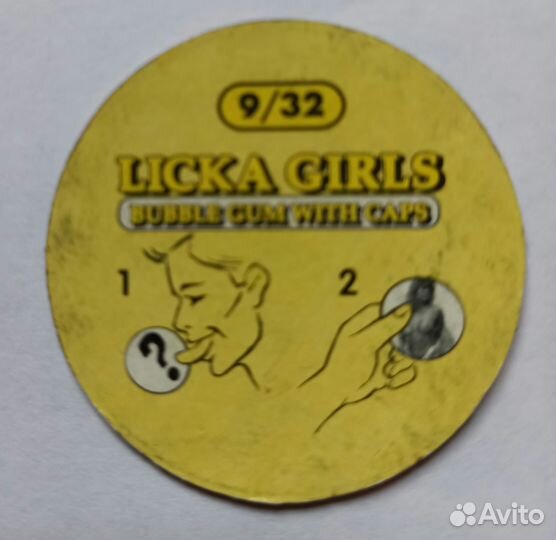 9/32
LICKA GIRLS
BUBBLE GUM WITH CAPS
1
2
?
Avito